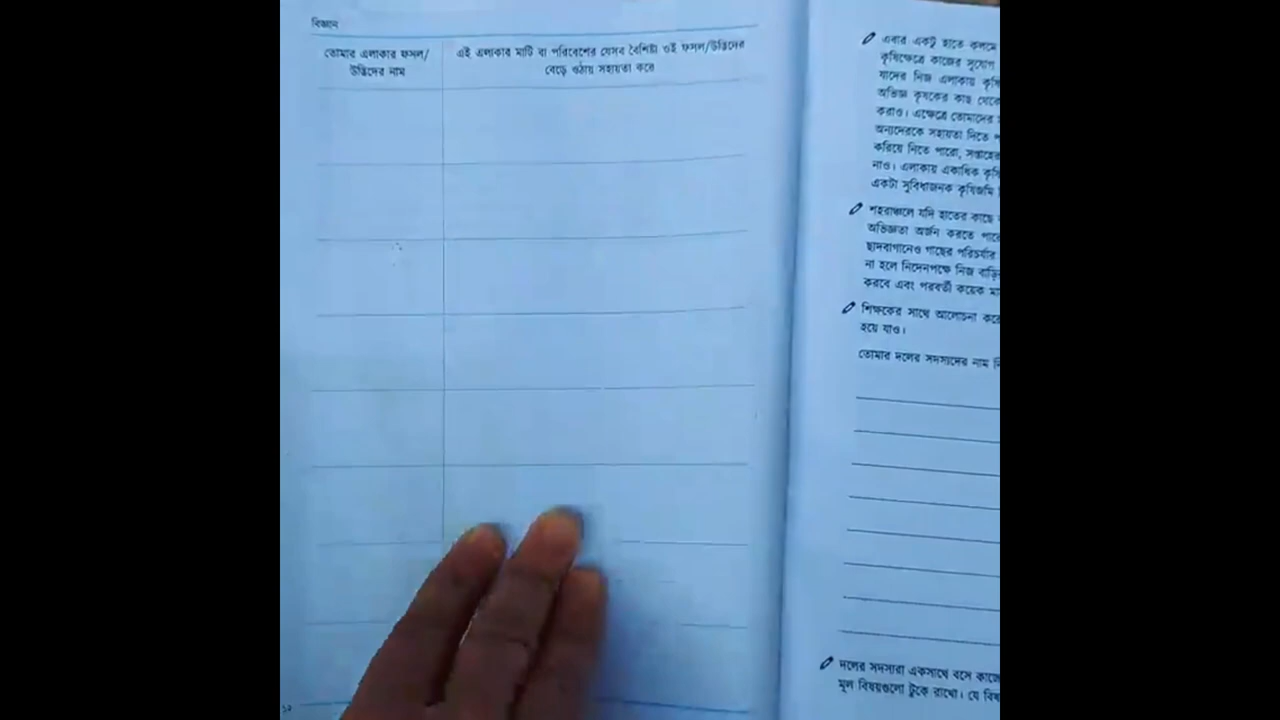 বিজ্ঞান
তোমার এলাকার ফসল/
উদ্ভিদের নাম
এই এলাকার মাটি বা পরিবেশের যেসব বৈশিষ্ট্য ওই ফসল/উদ্ভিদের
বেড়ে ওঠায় সহায়তা করে
১২
এবার একটু হাতে কলমে
কৃষিক্ষেত্রে কাজের সুযোগ
যাদের নিজ এলাকায়
অভিজ্ঞ কৃষকের কাছ থেকে
করাও। এক্ষেত্রে তোমাদের
অন্যদেরকে সহায়তা দিতে
করিয়ে নিতে পারো, সপ্তাহের
নাও। এলাকায় একাধিক
একটা সুবিধাজনক কৃষিজমি
শহরাঞ্চলে যদি হাতের কাছে
অভিজ্ঞতা অর্জন করতে
ছাদবাগানেও গাছের পরিচর্যার
না হলে নিদেনপক্ষে নিজ
করবে এবং পরবর্তী কয়েক
শিক্ষকের সাথে আলোচনা
হয়ে যাও।
তোমার দলের সদস্যদের নাম
দলের সদস্যরা একসাথে বসে
মূল বিষয়গুলো টুকে রাখো। যে